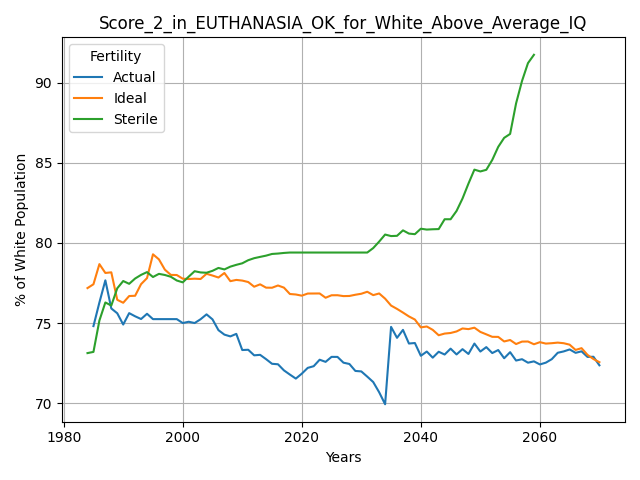 Score_2_in_EUTHANASIA_OK_for_White_Above_Average_IQ
Fertility
Actual
Ideal
Sterile
% of White Population
90
85
80
75
70
1980
2000
2020
2040
2060
Years